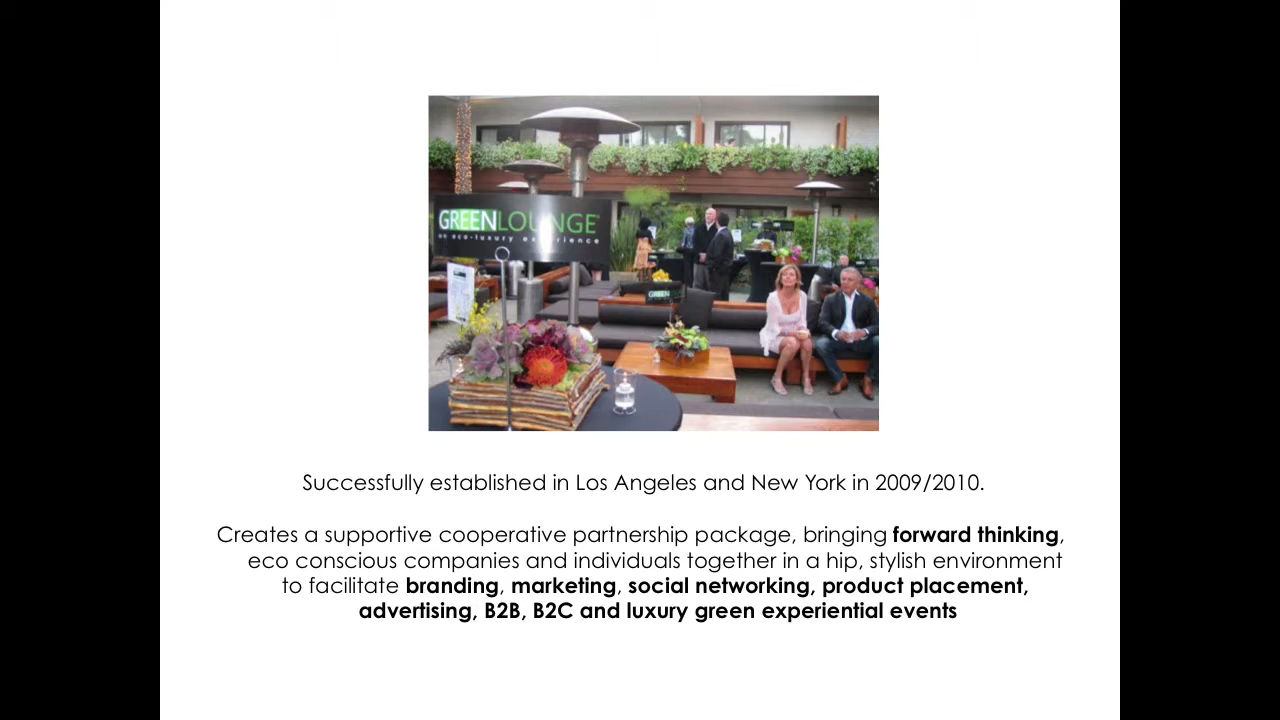 GREENLOUNGE
an eco-luxury experience
GREEN
Successfully established in Los Angeles and New York in 2009/2010.
Creates a supportive cooperative partnership package, bringing forward thinking,
eco conscious companies and individuals together in a hip, stylish environment
to facilitate branding, marketing, social networking, product placement,
advertising, B2B, B2C and luxury green experiential events